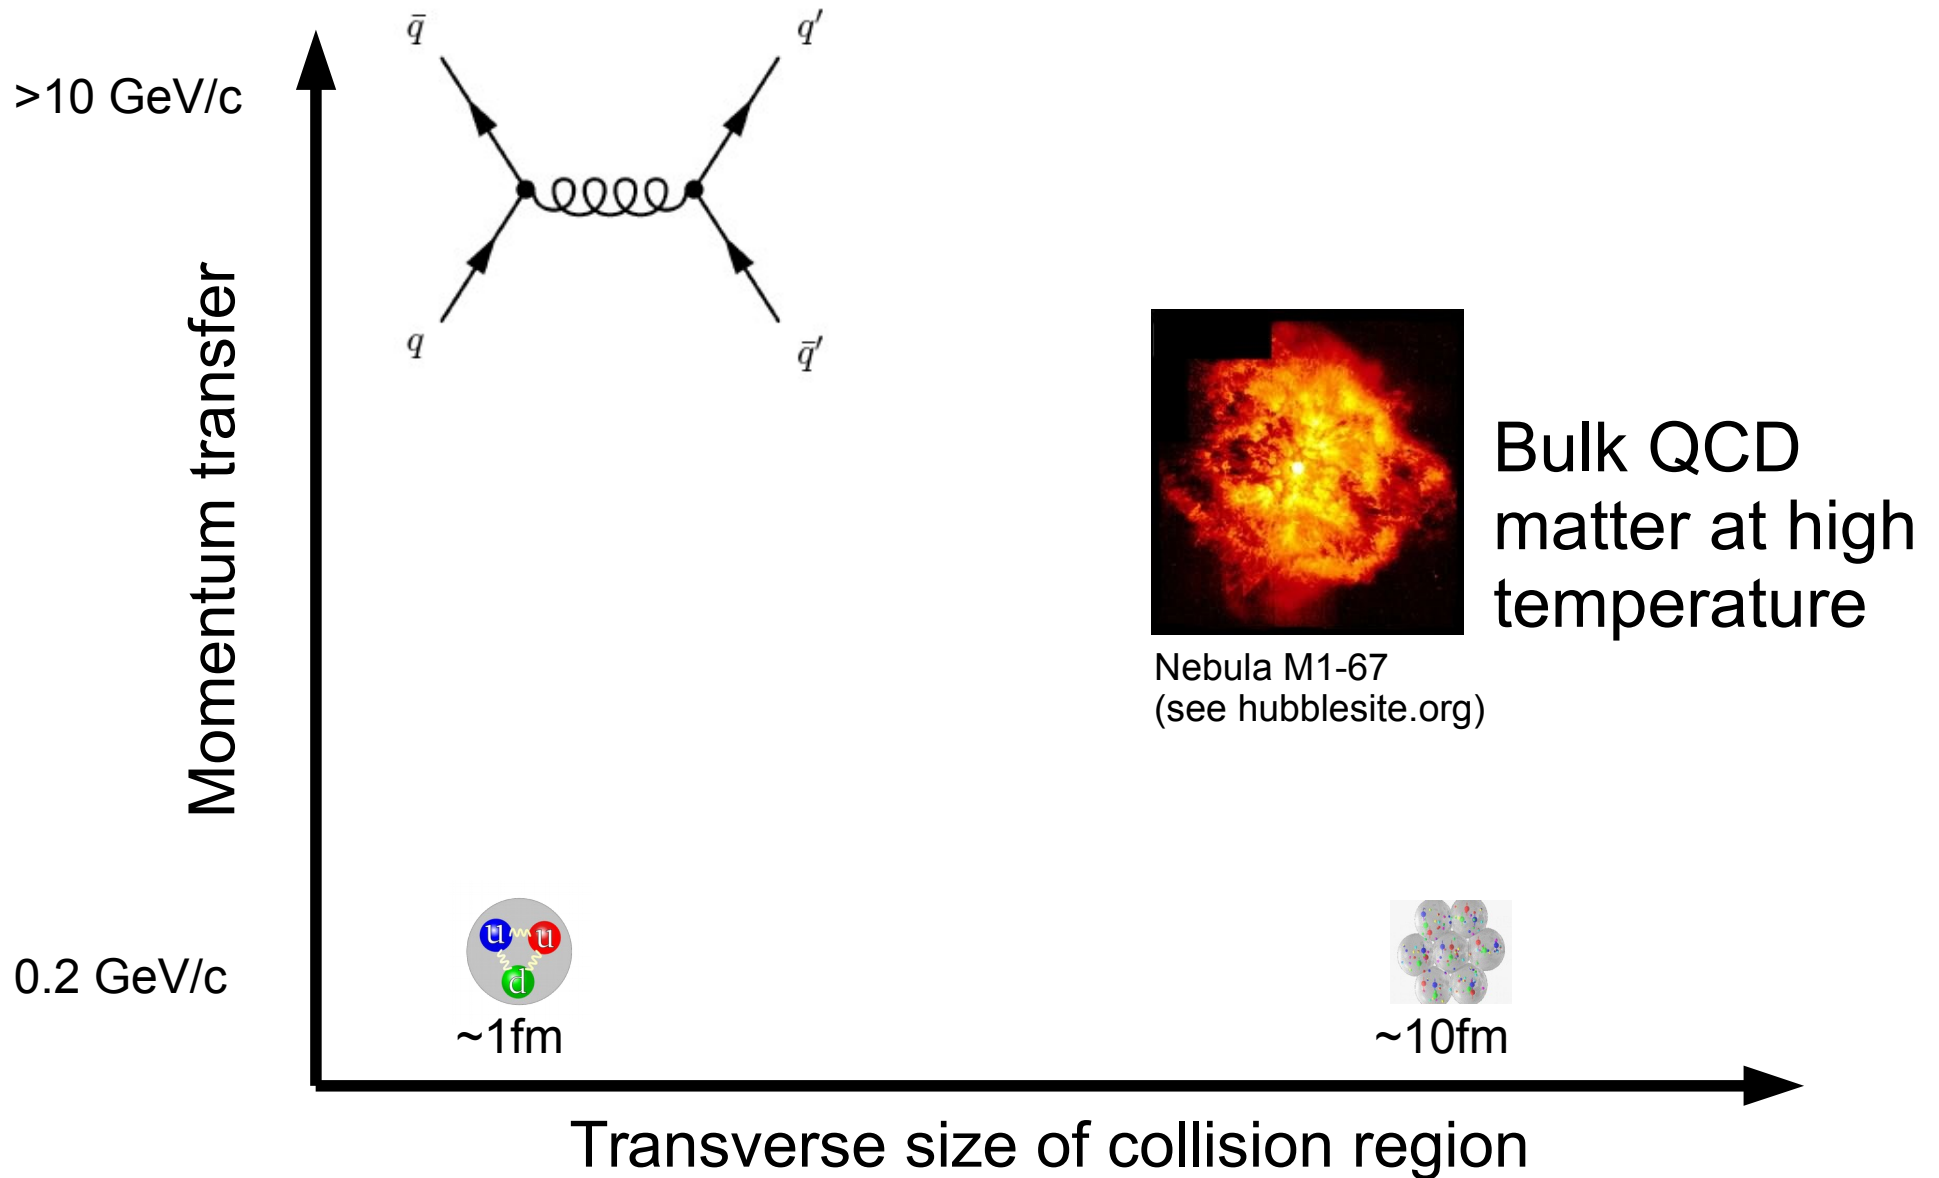 q̄
q′
>10 GeV/c
q
q̄′
Momentum transfer
Bulk QCD
matter at high
temperature
Nebula M1-67
(see hubblesite.org)
u
u
d
0.2 GeV/c
~1fm
~10fm
Transverse size of collision region